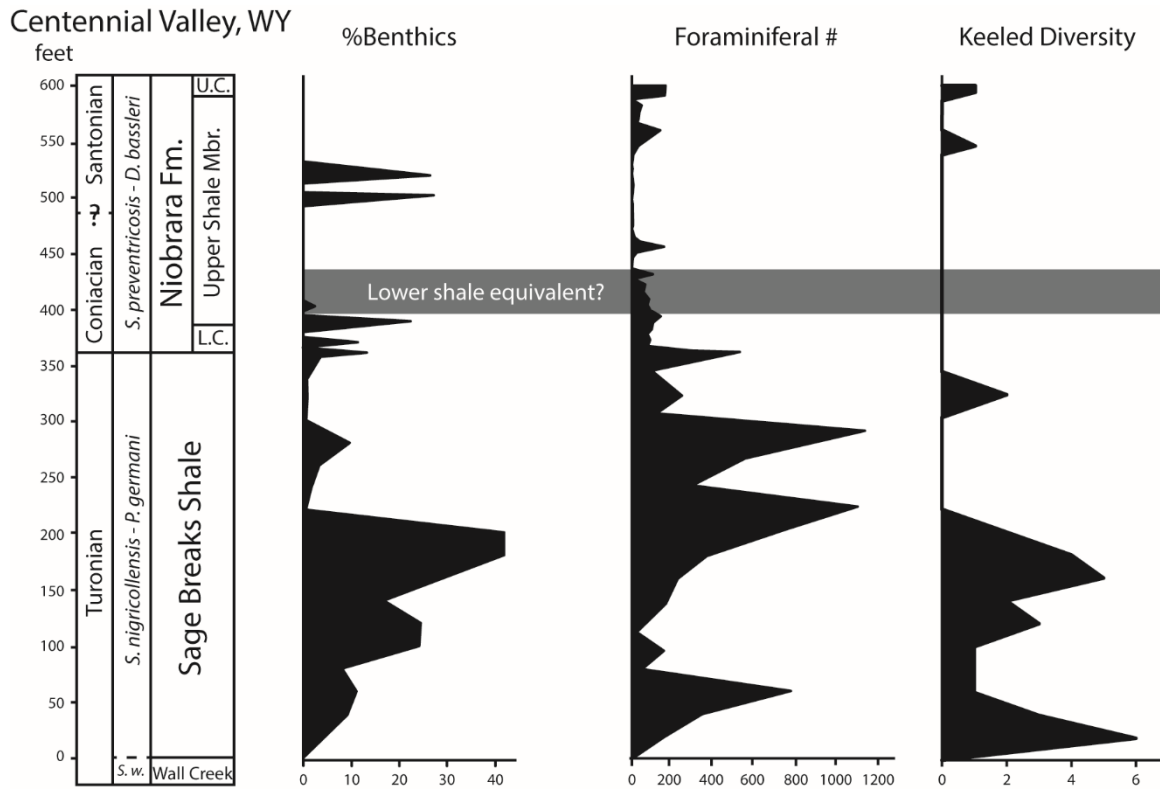 Centennial Valley, WY
feet
%Benthics
Foraminiferal #
Keeled Diversity
600
550
500
450
400
350
300
250
200
150
100
50
0
Santonian
?
Coniacian
Turonian
S. preventricosis - D. bassleri
S. nigricollensis - P. germani
S. w.
Niobrara Fm.
Sage Breaks Shale
Wall Creek
U.C.
Upper Shale Mbr.
L.C.
Lower shale equivalent?
0 10 20 30 40
0 200 400 600 800 1000 1200
0 2 4 6